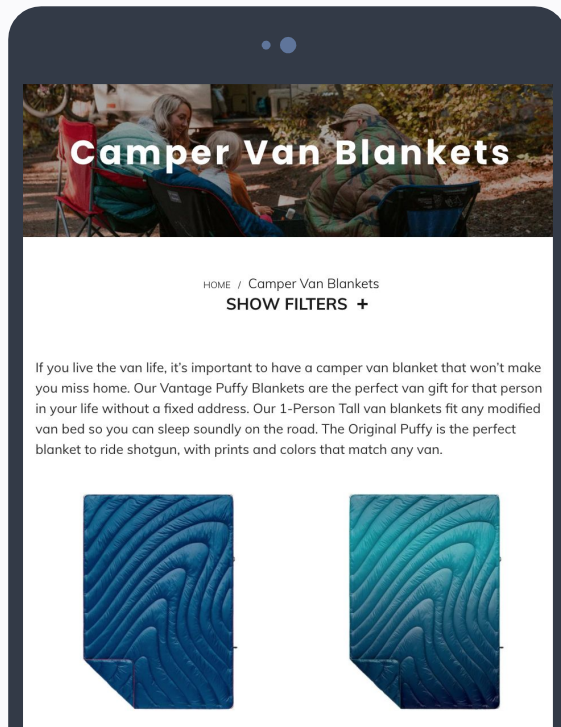 Camper Van Blankets
HOME / Camper Van Blankets
SHOW FILTERS +
If you live the van life, it's important to have a camper van blanket that won't make
you miss home. Our Vantage Puffy Blankets are the perfect van gift for that person
in your life without a fixed address. Our 1-Person Tall van blankets fit any modified
van bed so you can sleep soundly on the road. The Original Puffy is the perfect
blanket to ride shotgun, with prints and colors that match any van.